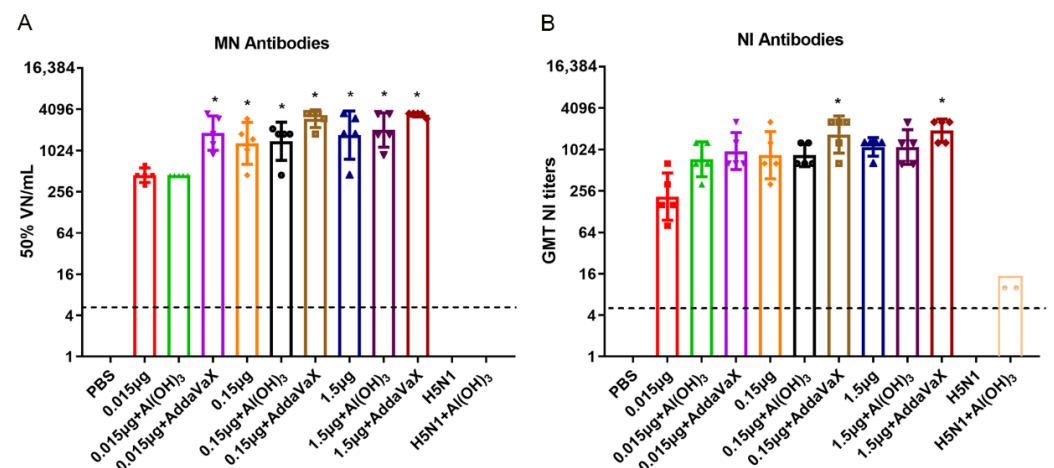 A
MN Antibodies
50% VN/mL
16,384
4096
1024
256
64
16
4
1
* * * * * * * *
PBS
0.015µg
0.015µg+Al(OH)₃
0.015µg+AddaVaX
0.15µg
0.15µg+Al(OH)₃
0.15µg+AddaVaX
1.5µg
1.5µg+Al(OH)₃
1.5µg+AddaVaX
H5N1
H5N1+Al(OH)₃
B
NI Antibodies
GMT NI titers
16,384
4096
1024
256
64
16
4
1
* *
PBS
0.015µg
0.015µg+Al(OH)₃
0.015µg+AddaVaX
0.15µg
0.15µg+Al(OH)₃
0.15µg+AddaVaX
1.5µg
1.5µg+Al(OH)₃
1.5µg+AddaVaX
H5N1
H5N1+Al(OH)₃